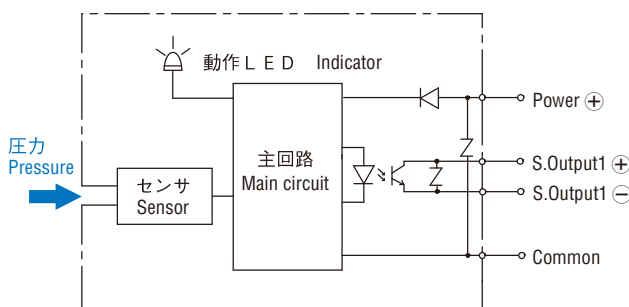 動作ＬＥＤ Indicator
Power ⊕
圧力
Pressure
主回路
Main circuit
S.Output1 ⊕
センサ
Sensor
S.Output1 ⊖
Common